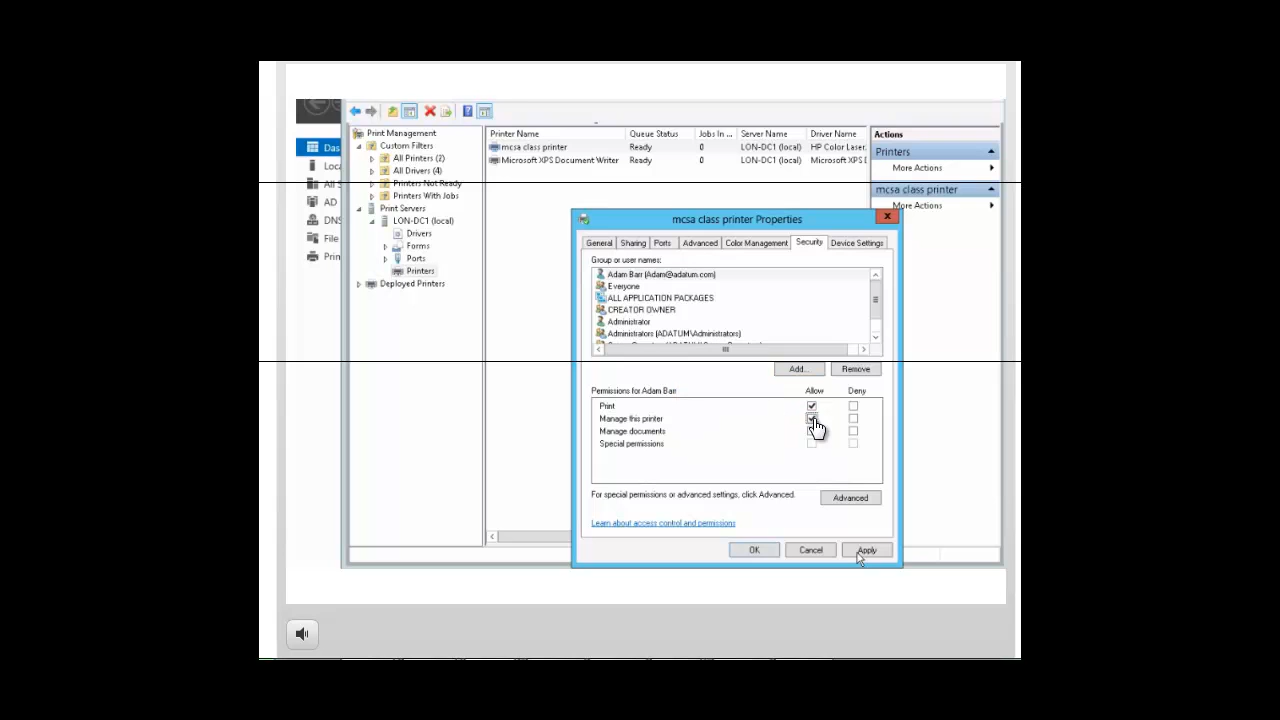 Print Management
Custom Filters
All Printers (2)
All Drivers (4)
Printers Not Ready
Printers With Jobs
Print Servers
LON-DC1 (local)
Drivers
Forms
Ports
Printers
Deployed Printers
Das
Loca
All S
AD
DNS
File
Prin
Printer Name Queue Status Jobs In ... Server Name Driver Name
mcsa class printer Ready 0 LON-DC1 (local) HP Color Laser
Microsoft XPS Document Writer Ready 0 LON-DC1 (local) Microsoft XPS D
Actions
Printers
More Actions
mcsa class printer
More Actions
mcsa class printer Properties
General Sharing Ports Advanced Color Management Security Device Settings
Group or user names:
Adam Barr (Adam@adatum.com)
Everyone
ALL APPLICATION PACKAGES
CREATOR OWNER
Administrator
Administrators (ADATUM\Administrators)
Add... Remove
Permissions for Adam Barr Allow Deny
Print
Manage this printer
Manage documents
Special permissions
For special permissions or advanced settings, click Advanced.
Advanced
Learn about access control and permissions
OK Cancel Apply